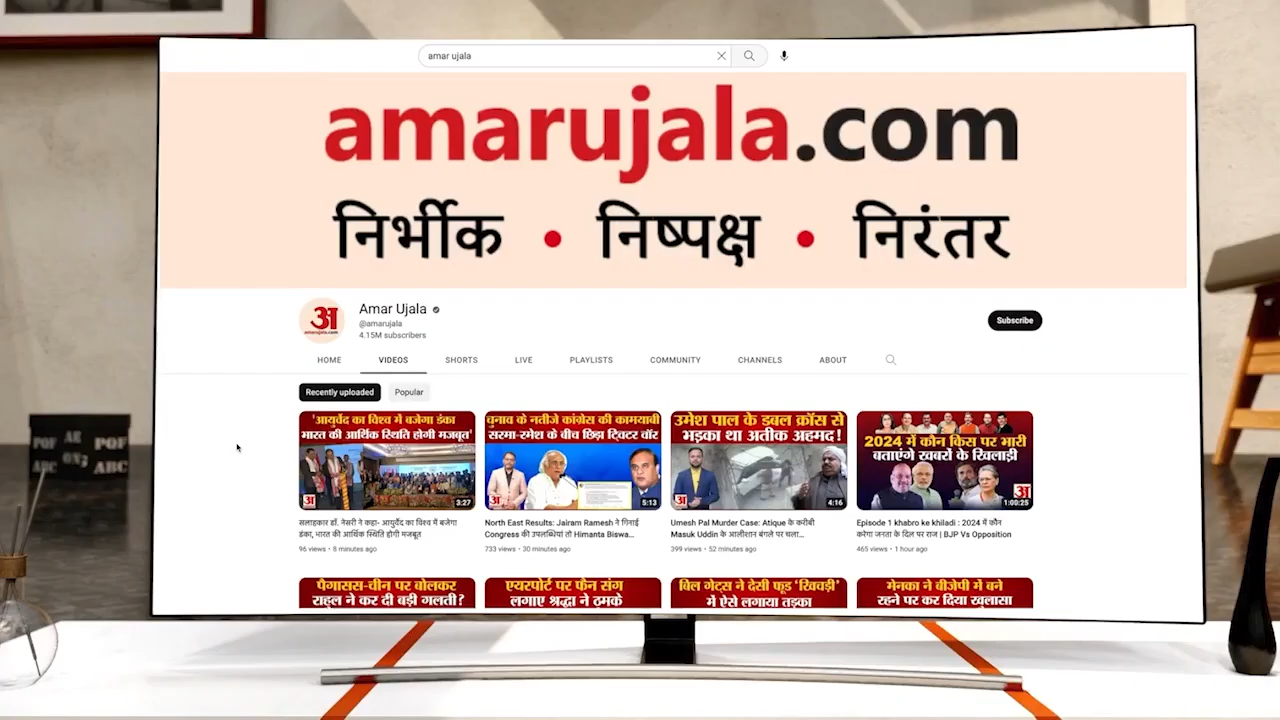 amar ujala
amarujala.com
निर्भीक • निष्पक्ष • निरंतर
अ
amarujala.com
Amar Ujala
@amarujala
4.15M subscribers
Subscribe
HOME VIDEOS SHORTS LIVE PLAYLISTS COMMUNITY CHANNELS ABOUT
Recently uploaded Popular
'आयुर्वेद का विश्व में बजेगा डंका
भारत की आर्थिक स्थिति होगी मजबूत'
अ
3:27
सलाहकार डॉ. नेसरी ने कहा- आयुर्वेद का विश्व में बजेगा
डंका, भारत की आर्थिक स्थिति होगी मजबूत
96 views • 8 minutes ago
चुनाव के नतीजे कांग्रेस की कामयाबी
सरमा-रमेश के बीच छिड़ा ट्विटर वॉर
अ
5:13
North East Results: Jairam Ramesh ने गिनाई
Congress की उपलब्धियां तो Himanta Biswa...
733 views • 30 minutes ago
उमेश पाल के डबल क्रॉस से
भड़का था अतीक अहमद!
अ
4:16
Umesh Pal Murder Case: Atique के करीबी
Masuk Uddin के आलीशान बंगले पर चला...
399 views • 52 minutes ago
2024 में कौन किस पर भारी
बताएंगे खबरों के खिलाड़ी
अ
1:00:25
Episode 1 khabro ke khiladi : 2024 में कौन
करेगा जनता के दिल पर राज | BJP Vs Opposition
465 views • 1 hour ago
पैगासस-चीन पर बोलकर
राहुल ने कर दी बड़ी गलती?
एयरपोर्ट पर फैन संग
लगाए श्रद्धा ने ठुमके
बिल गेट्स ने देसी फूड 'खिचड़ी'
में ऐसे लगाया तड़का
मेनका ने बीजेपी में बने
रहने पर कर दिया खुलासा